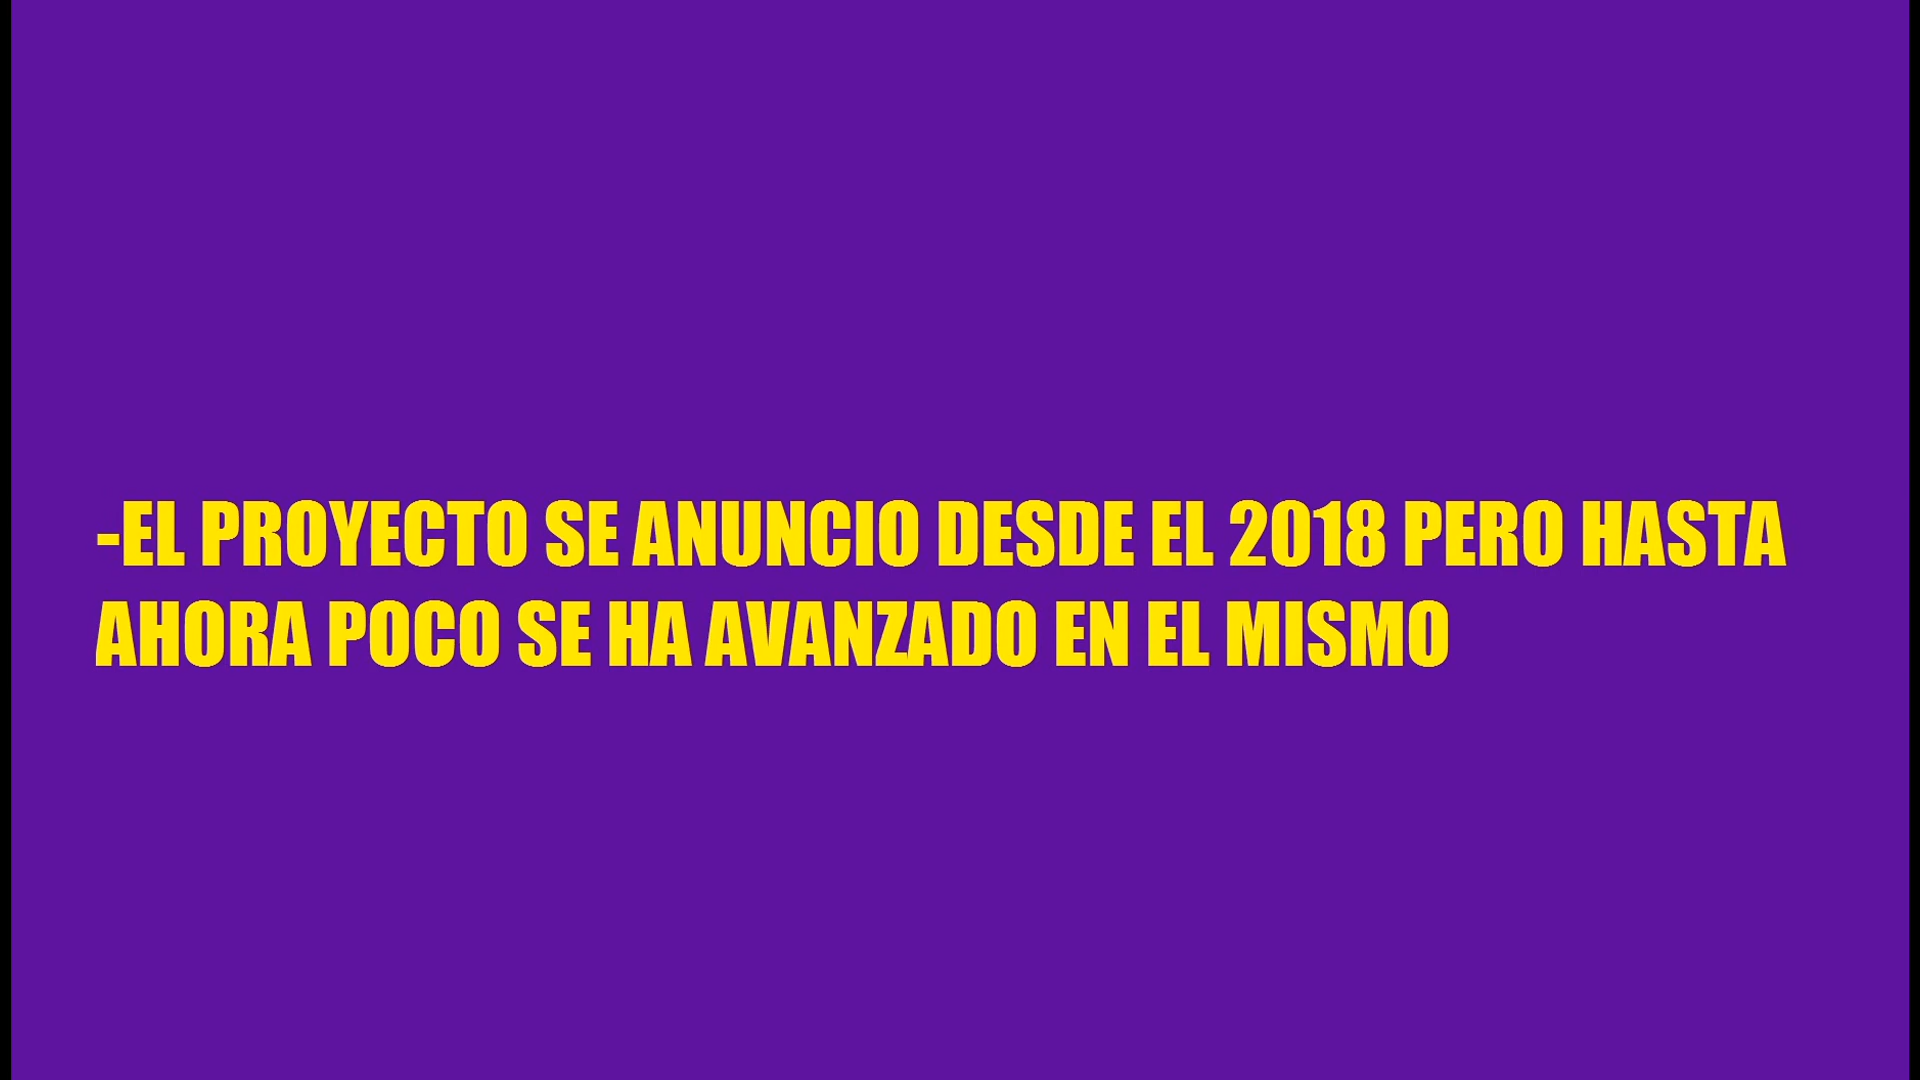 -EL PROYECTO SE ANUNCIO DESDE EL 2018 PERO HASTA
AHORA POCO SE HA AVANZADO EN EL MISMO